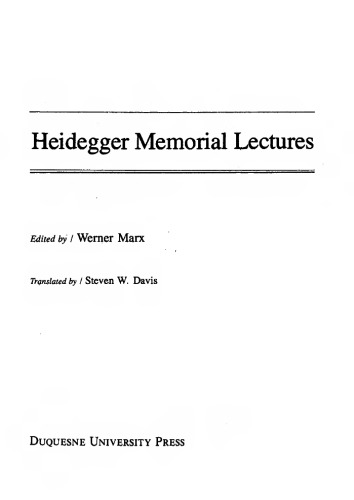 Heidegger Memorial Lectures
Edited by / Werner Marx
Translated by / Steven W. Davis
DUQUESNE UNIVERSITY PRESS